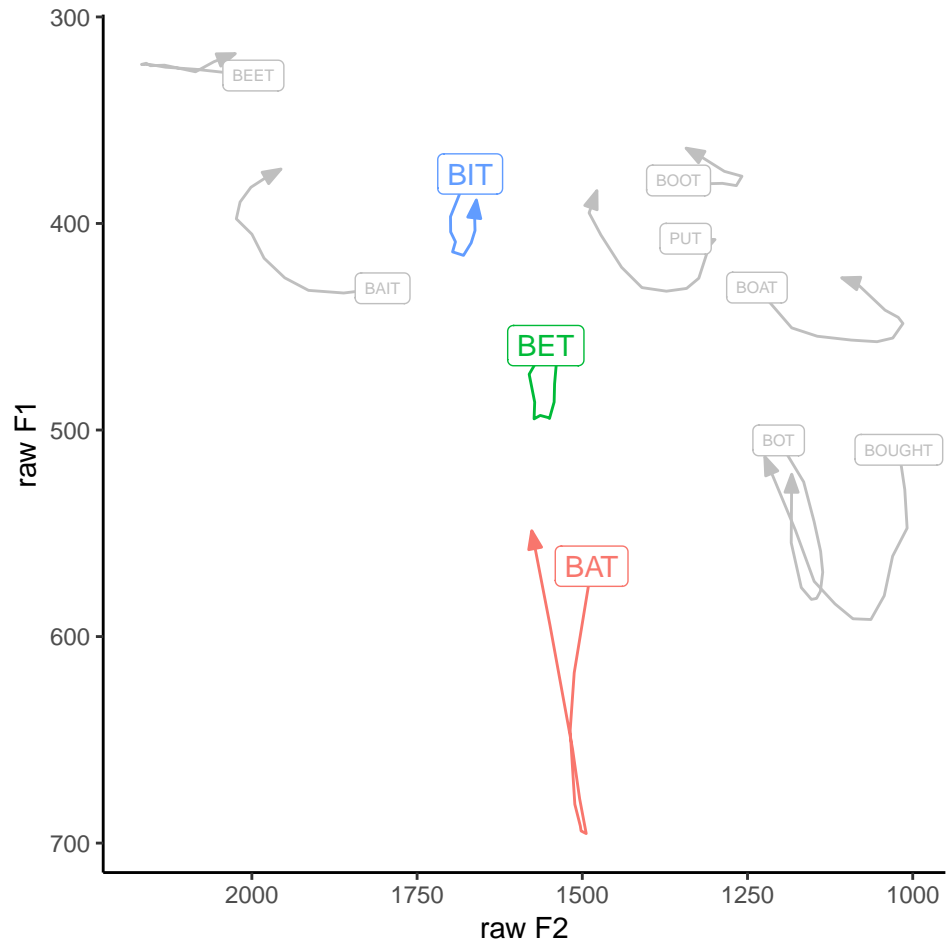 300
BEET
BIT
BOOT
400
PUT
BAIT
BOAT
BET
500
BOT
BOUGHT
BAT
600
700
raw F1
2000
1750
1500
1250
1000
raw F2